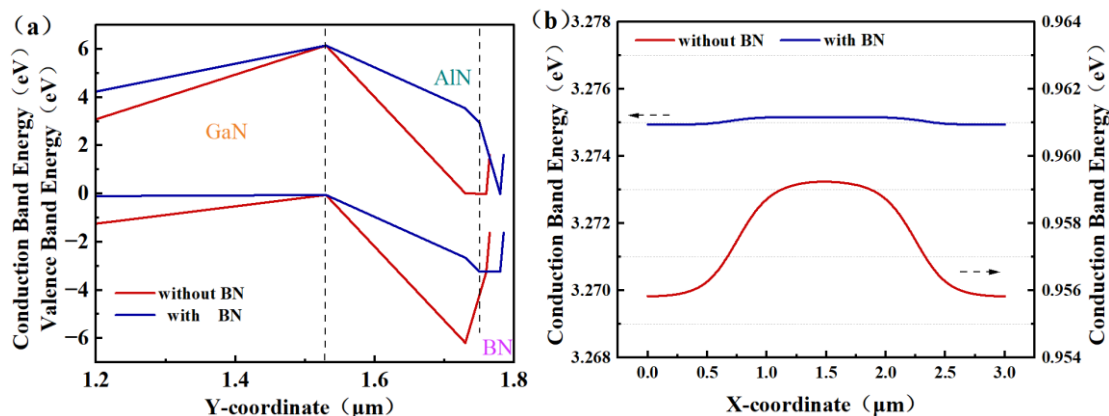 (a)
Conduction Band Energy(eV)
Valence Band Energy(eV)
6
4
2
0
−2
−4
−6
GaN
AlN
BN
without BN
with BN
1.2
1.4
1.6
1.8
Y-coordinate(μm)
(b)
Conduction Band Energy(eV)
3.278
3.276
3.274
3.272
3.270
3.268
without BN
with BN
0.964
0.962
0.960
0.958
0.956
0.954
Conduction Band Energy(eV)
0.0
0.5
1.0
1.5
2.0
2.5
3.0
X-coordinate(μm)